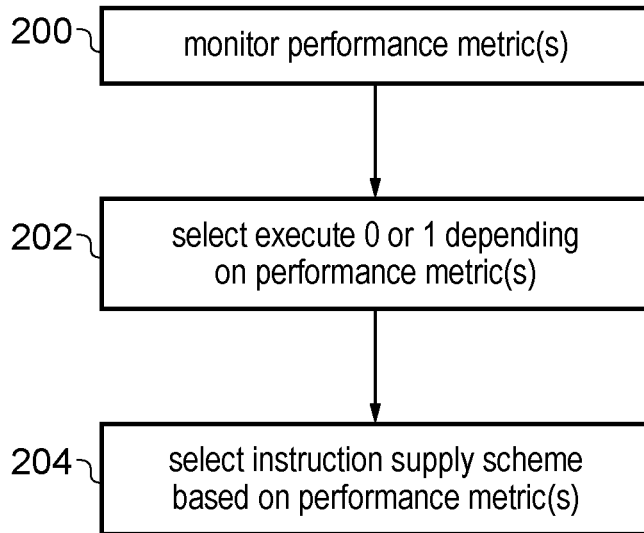 200
monitor performance metric(s)
202
select execute 0 or 1 depending
on performance metric(s)
204
select instruction supply scheme
based on performance metric(s)